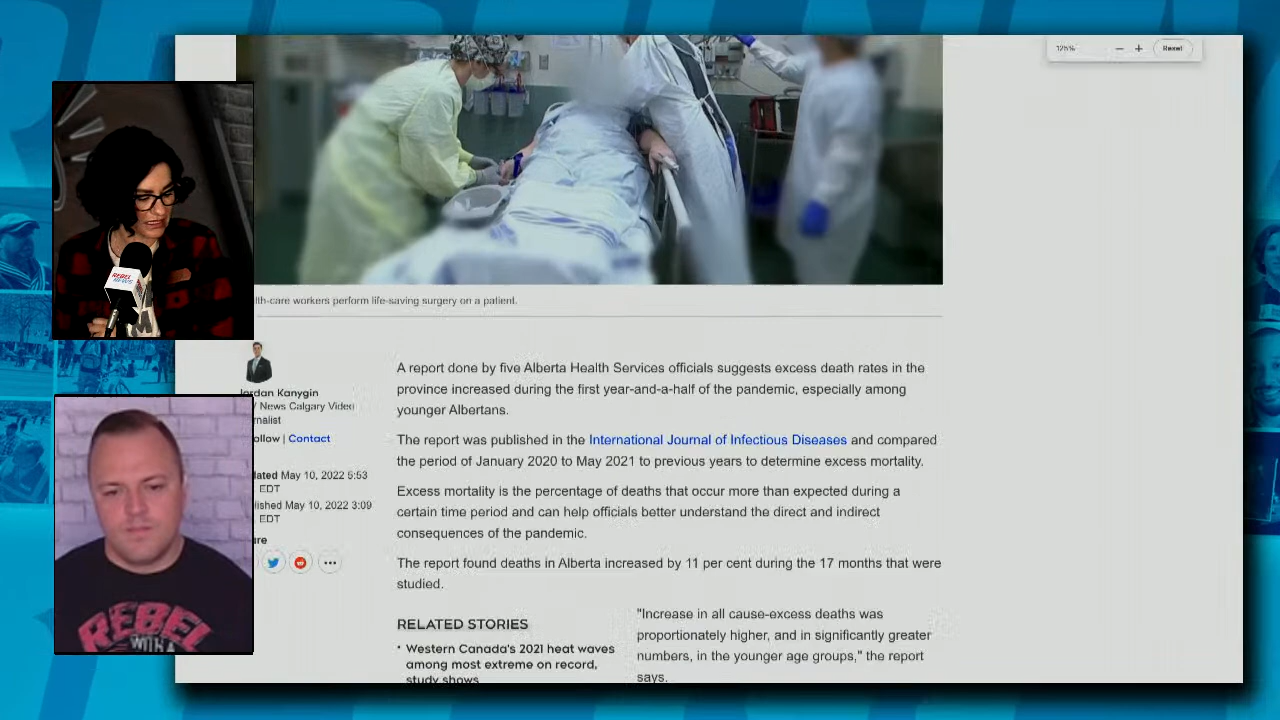 125%
−
+
Reset
lth-care workers perform life-saving surgery on a patient.
REBEL
NEWS
Jordan Kanygin
News Calgary Video
rnalist
ollow | Contact
dated May 10, 2022 5:53
EDT
lished May 10, 2022 3:09
EDT
are
A report done by five Alberta Health Services officials suggests excess death rates in the
province increased during the first year-and-a-half of the pandemic, especially among
younger Albertans.
The report was published in the International Journal of Infectious Diseases and compared
the period of January 2020 to May 2021 to previous years to determine excess mortality.
Excess mortality is the percentage of deaths that occur more than expected during a
certain time period and can help officials better understand the direct and indirect
consequences of the pandemic.
The report found deaths in Alberta increased by 11 per cent during the 17 months that were
studied.
RELATED STORIES
• Western Canada's 2021 heat waves
among most extreme on record,
study shows
"Increase in all cause-excess deaths was
proportionately higher, and in significantly greater
numbers, in the younger age groups," the report
says.
REBEL